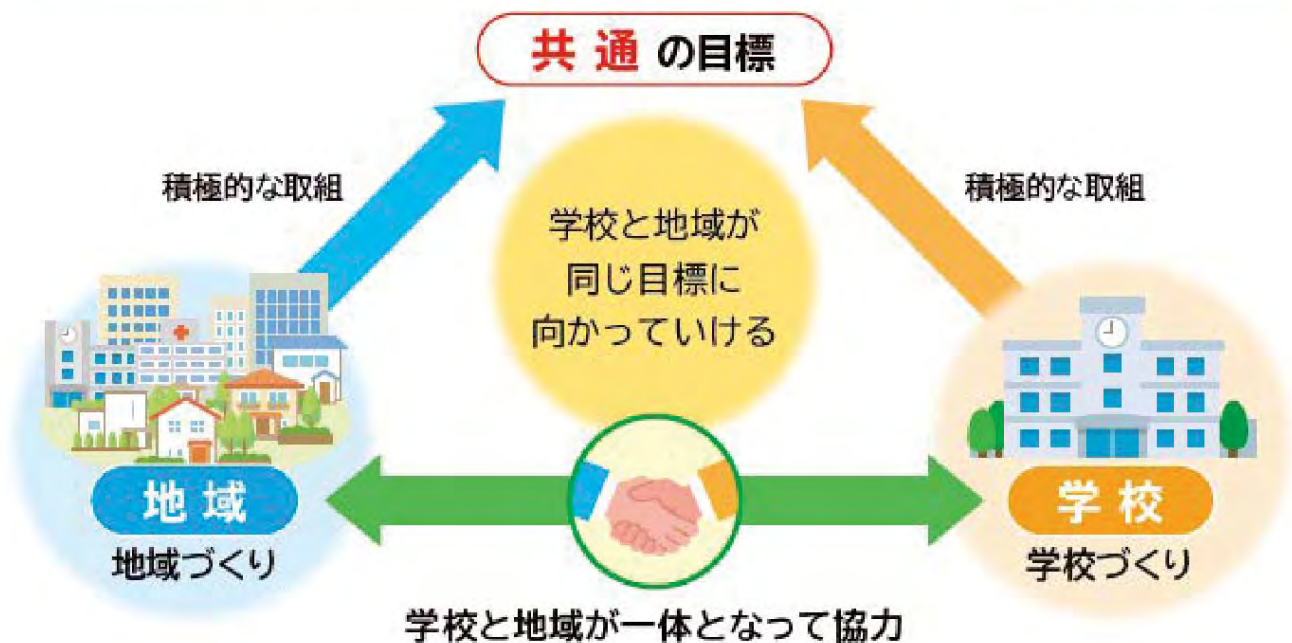 共通の目標
積極的な取組
積極的な取組
学校と地域が
同じ目標に
向かっていける
地域
学校
地域づくり
学校づくり
学校と地域が一体となって協力